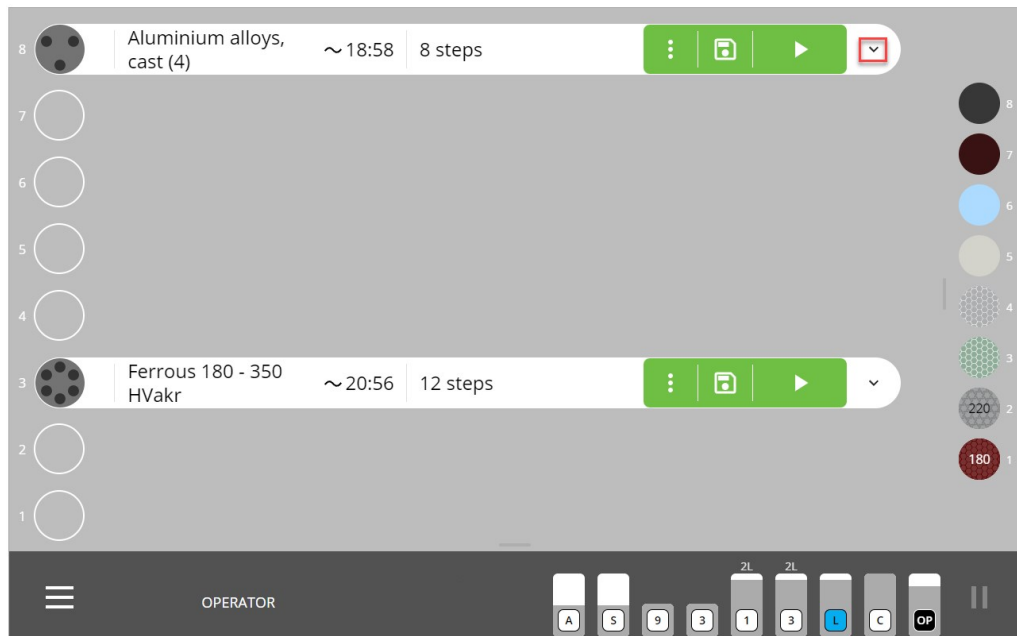 8 Aluminium alloys, cast (4) ~18:58 8 steps
7
6
5
4
3 Ferrous 180 - 350 HVakr ~20:56 12 steps
2
1
8
7
6
5
4
3
220 2
180 1
OPERATOR
2L 2L
A S 9 3 1 3 L C OP